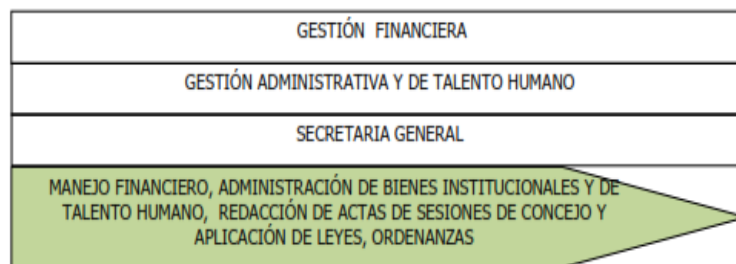 GESTIÓN FINANCIERA
GESTIÓN ADMINISTRATIVA Y DE TALENTO HUMANO
SECRETARIA GENERAL
MANEJO FINANCIERO, ADMINISTRACIÓN DE BIENES INSTITUCIONALES Y DE
TALENTO HUMANO, REDACCIÓN DE ACTAS DE SESIONES DE CONCEJO Y
APLICACIÓN DE LEYES, ORDENANZAS